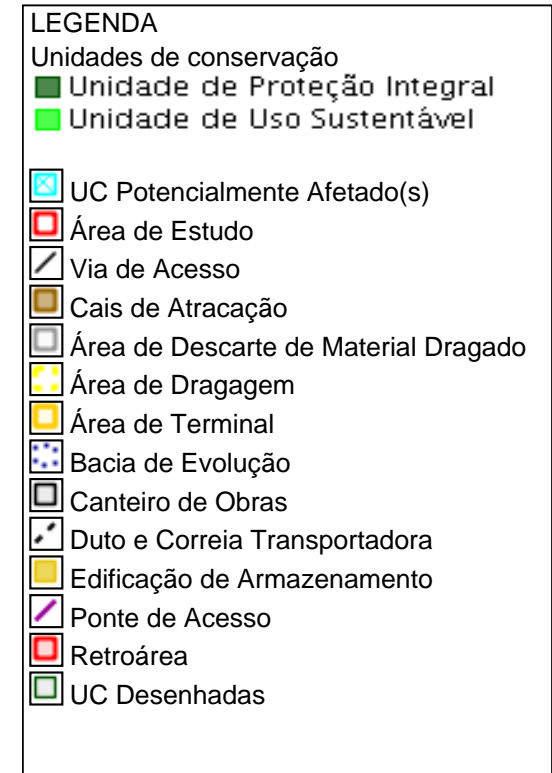 LEGENDA
Unidades de conservação
Unidade de Proteção Integral
Unidade de Uso Sustentável
UC Potencialmente Afetado(s)
Área de Estudo
Via de Acesso
Cais de Atracação
Área de Descarte de Material Dragado
Área de Dragagem
Área de Terminal
Bacia de Evolução
Canteiro de Obras
Duto e Correia Transportadora
Edificação de Armazenamento
Ponte de Acesso
Retroárea
UC Desenhadas